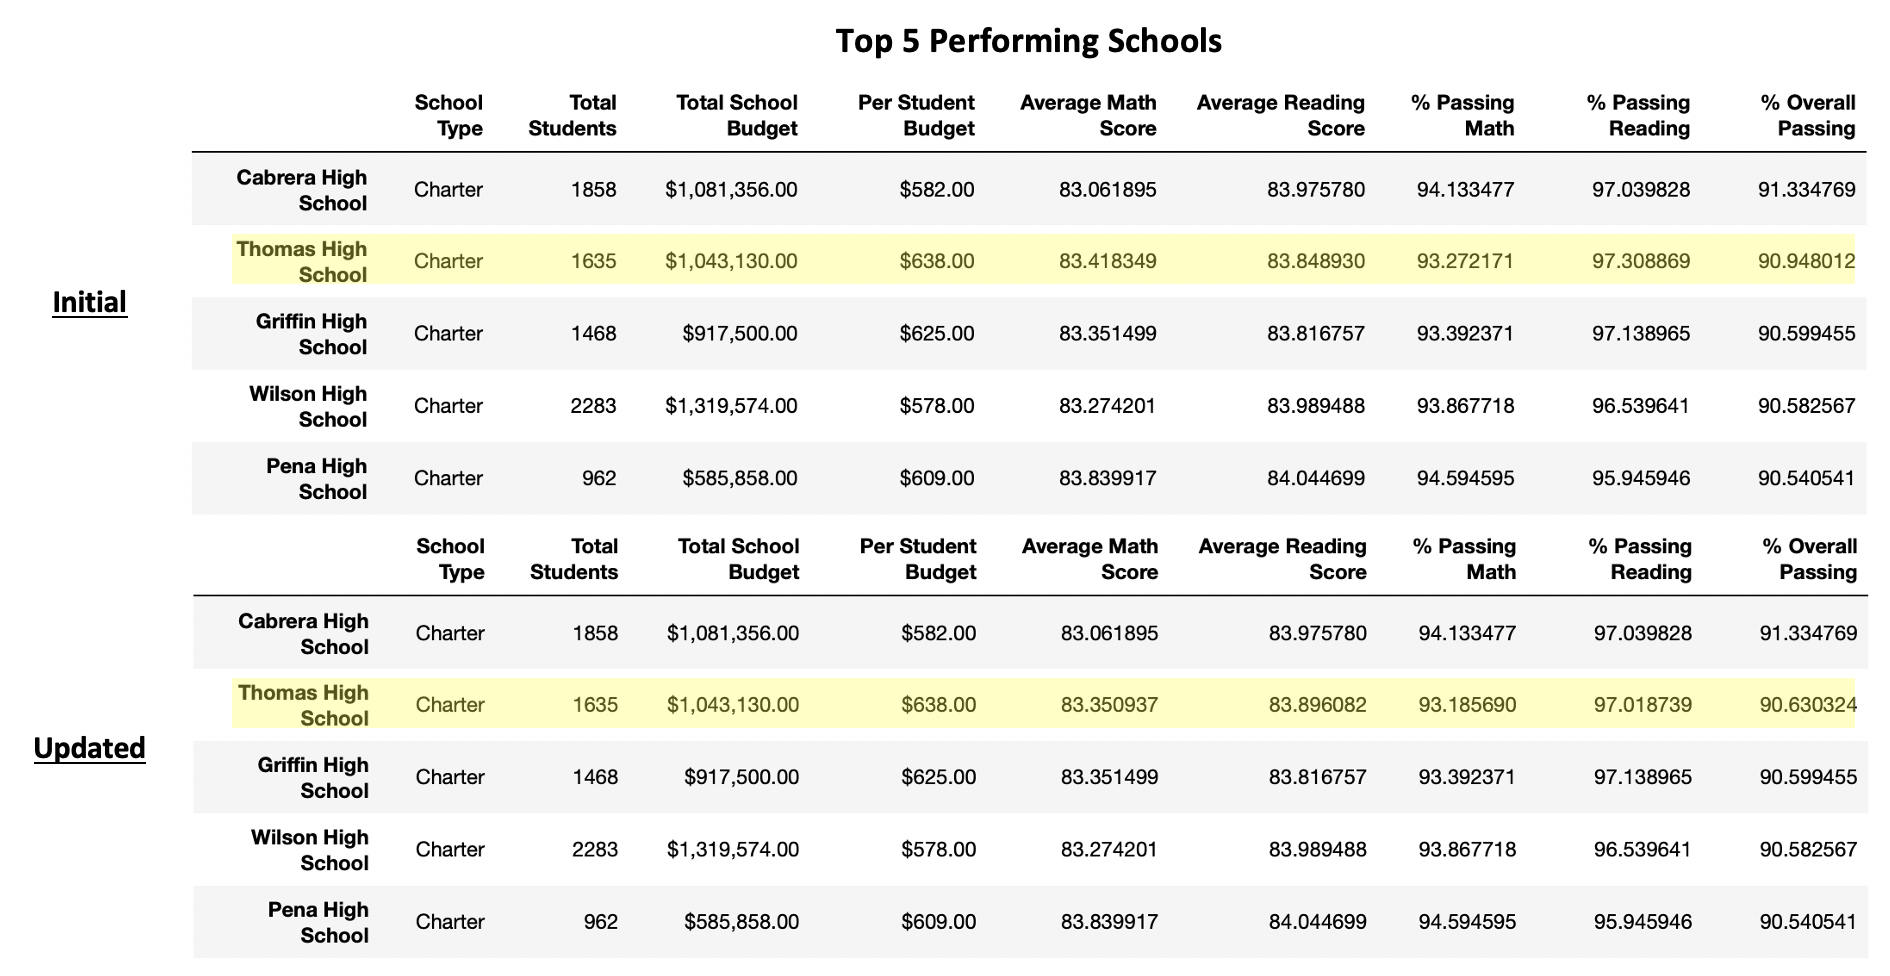 Top 5 Performing Schools
School Type Total Students Total School Budget Per Student Budget Average Math Score Average Reading Score % Passing Math % Passing Reading % Overall Passing
Cabrera High School Charter 1858 $1,081,356.00 $582.00 83.061895 83.975780 94.133477 97.039828 91.334769
Thomas High School Charter 1635 $1,043,130.00 $638.00 83.418349 83.848930 93.272171 97.308869 90.948012
Initial
Griffin High School Charter 1468 $917,500.00 $625.00 83.351499 83.816757 93.392371 97.138965 90.599455
Wilson High School Charter 2283 $1,319,574.00 $578.00 83.274201 83.989488 93.867718 96.539641 90.582567
Pena High School Charter 962 $585,858.00 $609.00 83.839917 84.044699 94.594595 95.945946 90.540541
School Type Total Students Total School Budget Per Student Budget Average Math Score Average Reading Score % Passing Math % Passing Reading % Overall Passing
Cabrera High School Charter 1858 $1,081,356.00 $582.00 83.061895 83.975780 94.133477 97.039828 91.334769
Thomas High School Charter 1635 $1,043,130.00 $638.00 83.350937 83.896082 93.185690 97.018739 90.630324
Updated
Griffin High School Charter 1468 $917,500.00 $625.00 83.351499 83.816757 93.392371 97.138965 90.599455
Wilson High School Charter 2283 $1,319,574.00 $578.00 83.274201 83.989488 93.867718 96.539641 90.582567
Pena High School Charter 962 $585,858.00 $609.00 83.839917 84.044699 94.594595 95.945946 90.540541